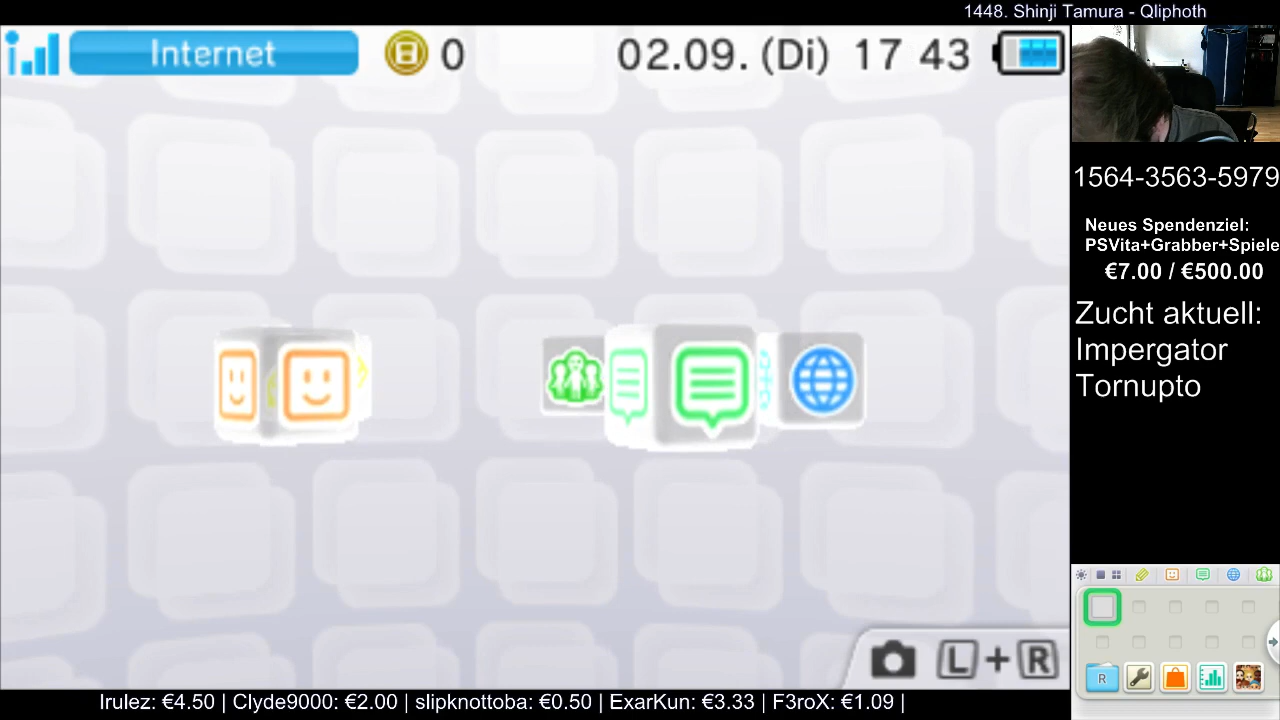 1448. Shinji Tamura - Qliphoth
Internet
0
02.09. (Di) 17 43
1564-3563-5979
Neues Spendenziel:
PSVita+Grabber+Spiele
€7.00 / €500.00
Zucht aktuell:
Impergator
Tornupto
L + R
R
Irulez: €4.50 | Clyde9000: €2.00 | slipknottoba: €0.50 | ExarKun: €3.33 | F3roX: €1.09 |